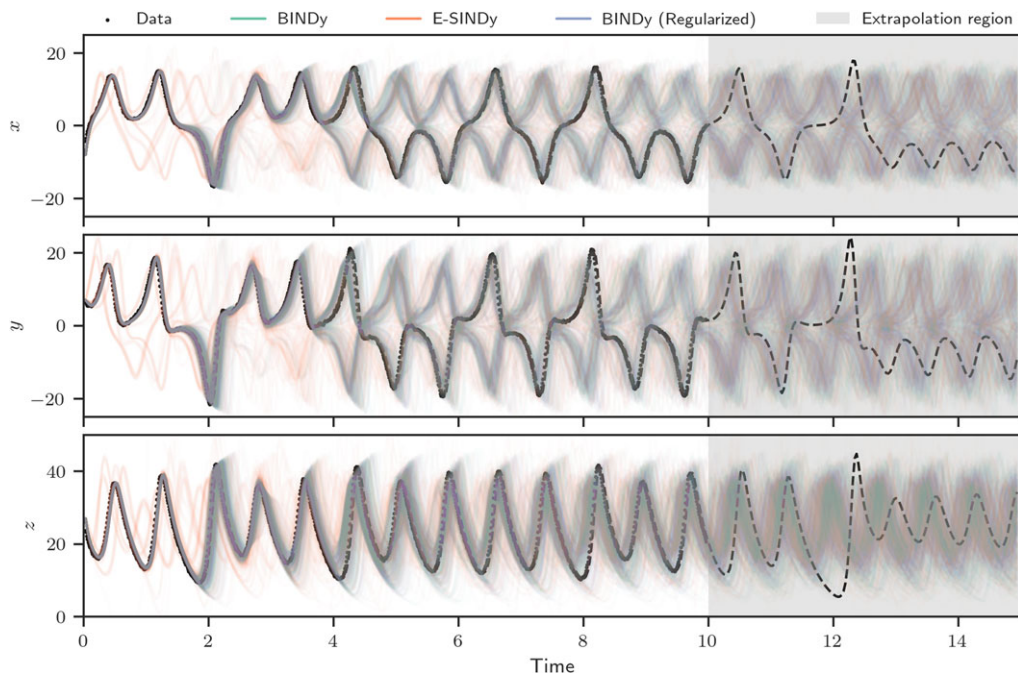 Data BINDy E-SINDy BINDy (Regularized) Extrapolation region
20
0
−20
x
20
0
−20
y
40
20
0
z
0 2 4 6 8 10 12 14
Time